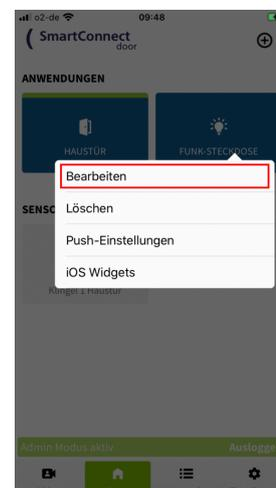 o2-de 09:48
SmartConnect
door
ANWENDUNGEN
HAUSTÜR
FUNK-STECKDOSE
Bearbeiten
SENSO
Löschen
Push-Einstellungen
iOS Widgets
Klingel 1 Haustür
Admin Modus aktiv
Auslogge